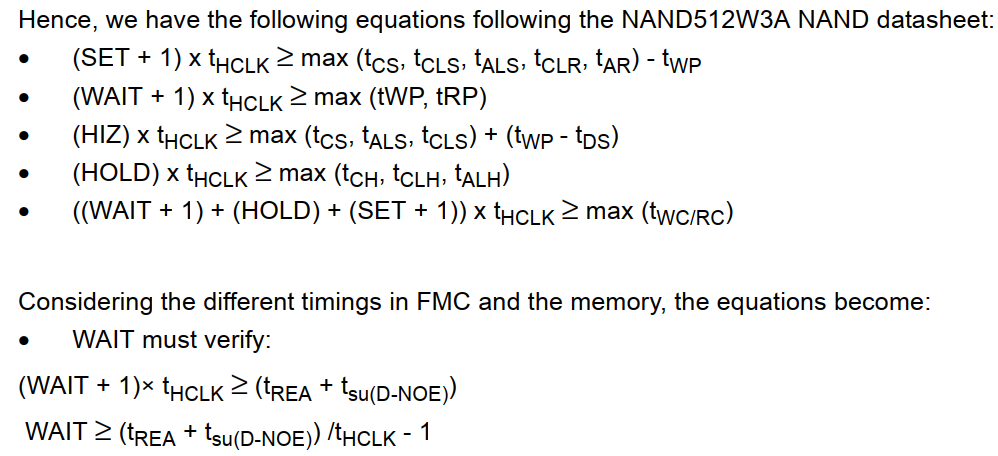 Hence, we have the following equations following the NAND512W3A NAND datasheet:
• (SET + 1) x tHCLK ≥ max (tCS, tCLS, tALS, tCLR, tAR) - tWP
• (WAIT + 1) x tHCLK ≥ max (tWP, tRP)
• (HIZ) x tHCLK ≥ max (tCS, tALS, tCLS) + (tWP - tDS)
• (HOLD) x tHCLK ≥ max (tCH, tCLH, tALH)
• ((WAIT + 1) + (HOLD) + (SET + 1)) x tHCLK ≥ max (tWC/RC)
Considering the different timings in FMC and the memory, the equations become:
• WAIT must verify:
(WAIT + 1)× tHCLK ≥ (tREA + tsu(D-NOE))
WAIT ≥ (tREA + tsu(D-NOE)) /tHCLK - 1